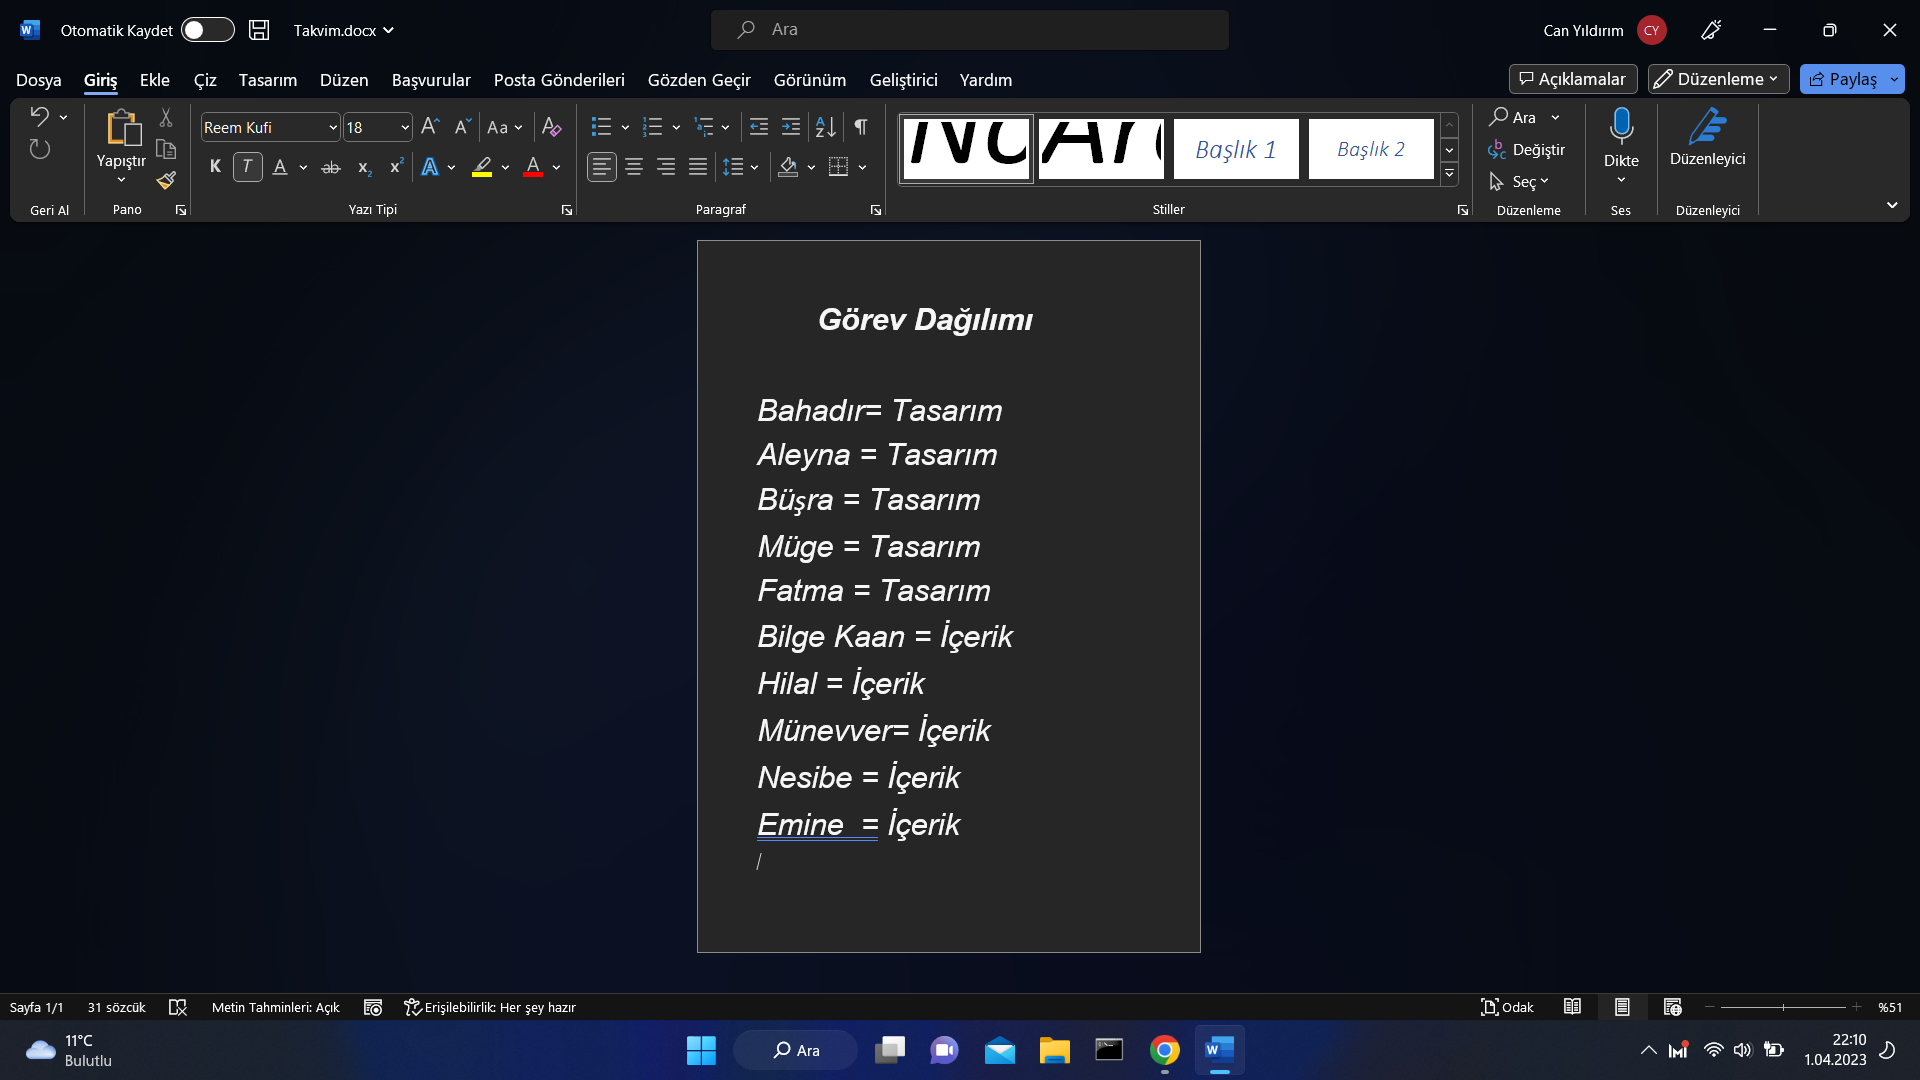 Otomatik Kaydet
Takvim.docx
Ara
Can Yıldırım
CY
Dosya Giriş Ekle Çiz Tasarım Düzen Başvurular Posta Gönderileri Gözden Geçir Görünüm Geliştirici Yardım
Açıklamalar
Düzenleme
Paylaş
Yapıştır
Geri Al
Pano
Reem Kufi
18
Aa
K T A ab x₂ x²
Yazı Tipi
Paragraf
Başlık 1
Başlık 2
Stiller
Ara
Değiştir
Seç
Düzenleme
Dikte
Ses
Düzenleyici
Düzenleyici
Görev Dağılımı
Bahadır= Tasarım
Aleyna = Tasarım
Büşra = Tasarım
Müge = Tasarım
Fatma = Tasarım
Bilge Kaan = İçerik
Hilal = İçerik
Münevver= İçerik
Nesibe = İçerik
Emine  = İçerik
Sayfa 1/1
31 sözcük
Metin Tahminleri: Açık
Erişilebilirlik: Her şey hazır
Odak
%51
11°C
Bulutlu
Ara
22:10
1.04.2023